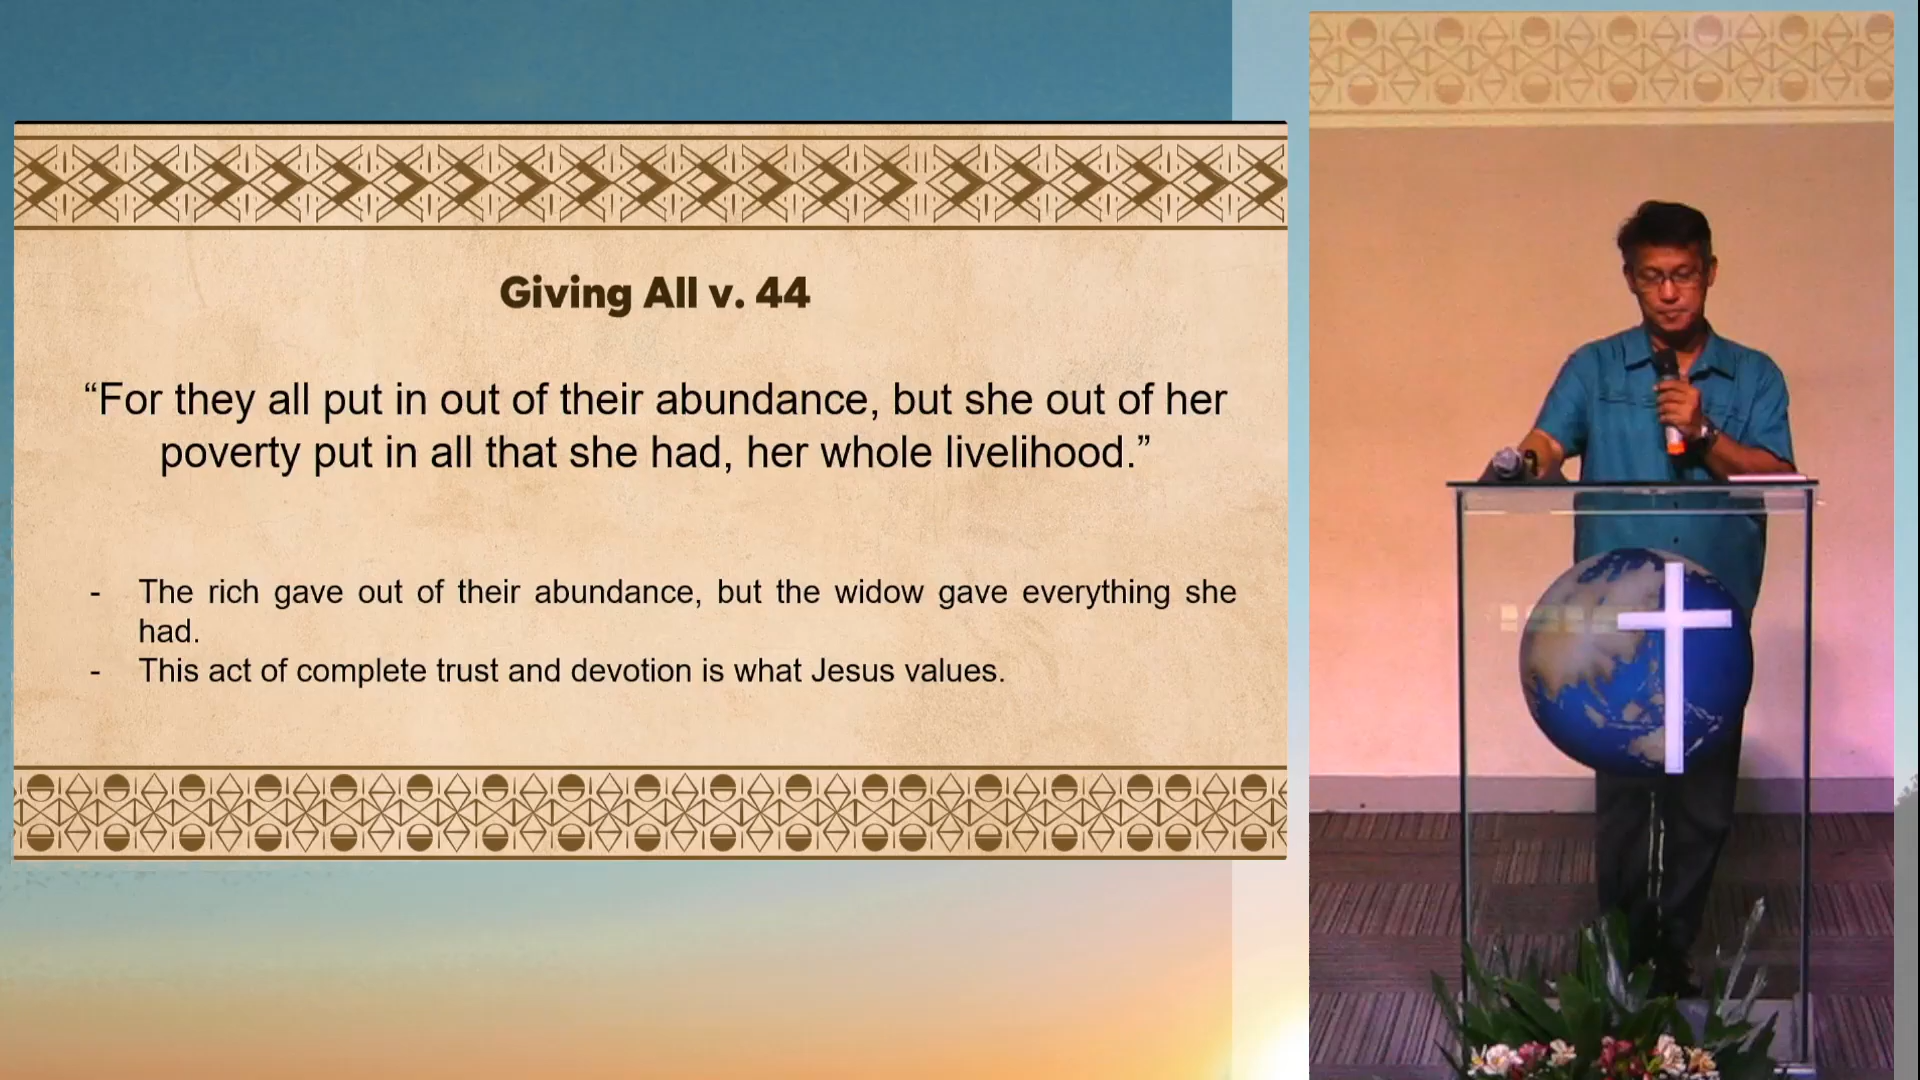 Giving All v. 44
“For they all put in out of their abundance, but she out of her
poverty put in all that she had, her whole livelihood.”
- The rich gave out of their abundance, but the widow gave everything she
had.
- This act of complete trust and devotion is what Jesus values.